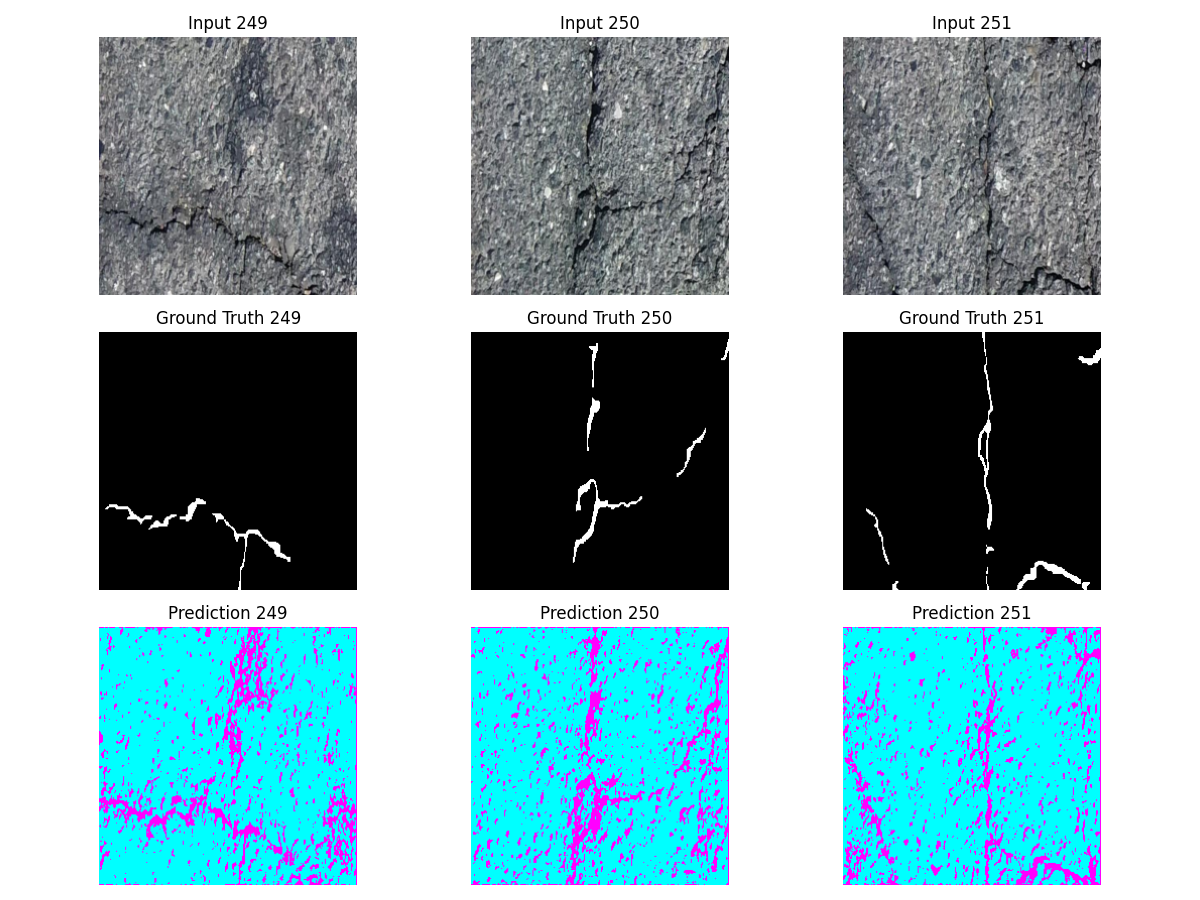 Input 249
Input 250
Input 251
Ground Truth 249
Ground Truth 250
Ground Truth 251
Prediction 249
Prediction 250
Prediction 251